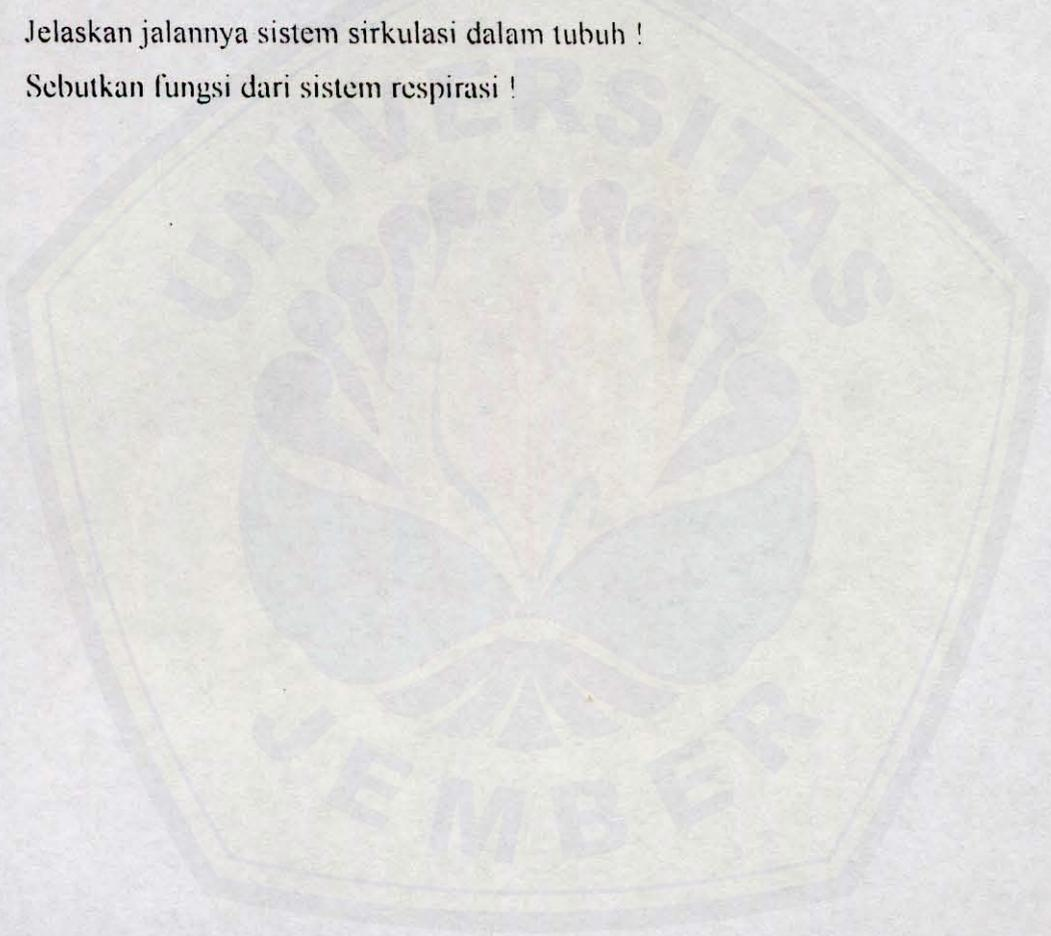 Jelaskan jalannya sistem sirkulasi dalam tubuh !
Sebutkan fungsi dari sistem respirasi !
UNIVERSITAS
JEMBER